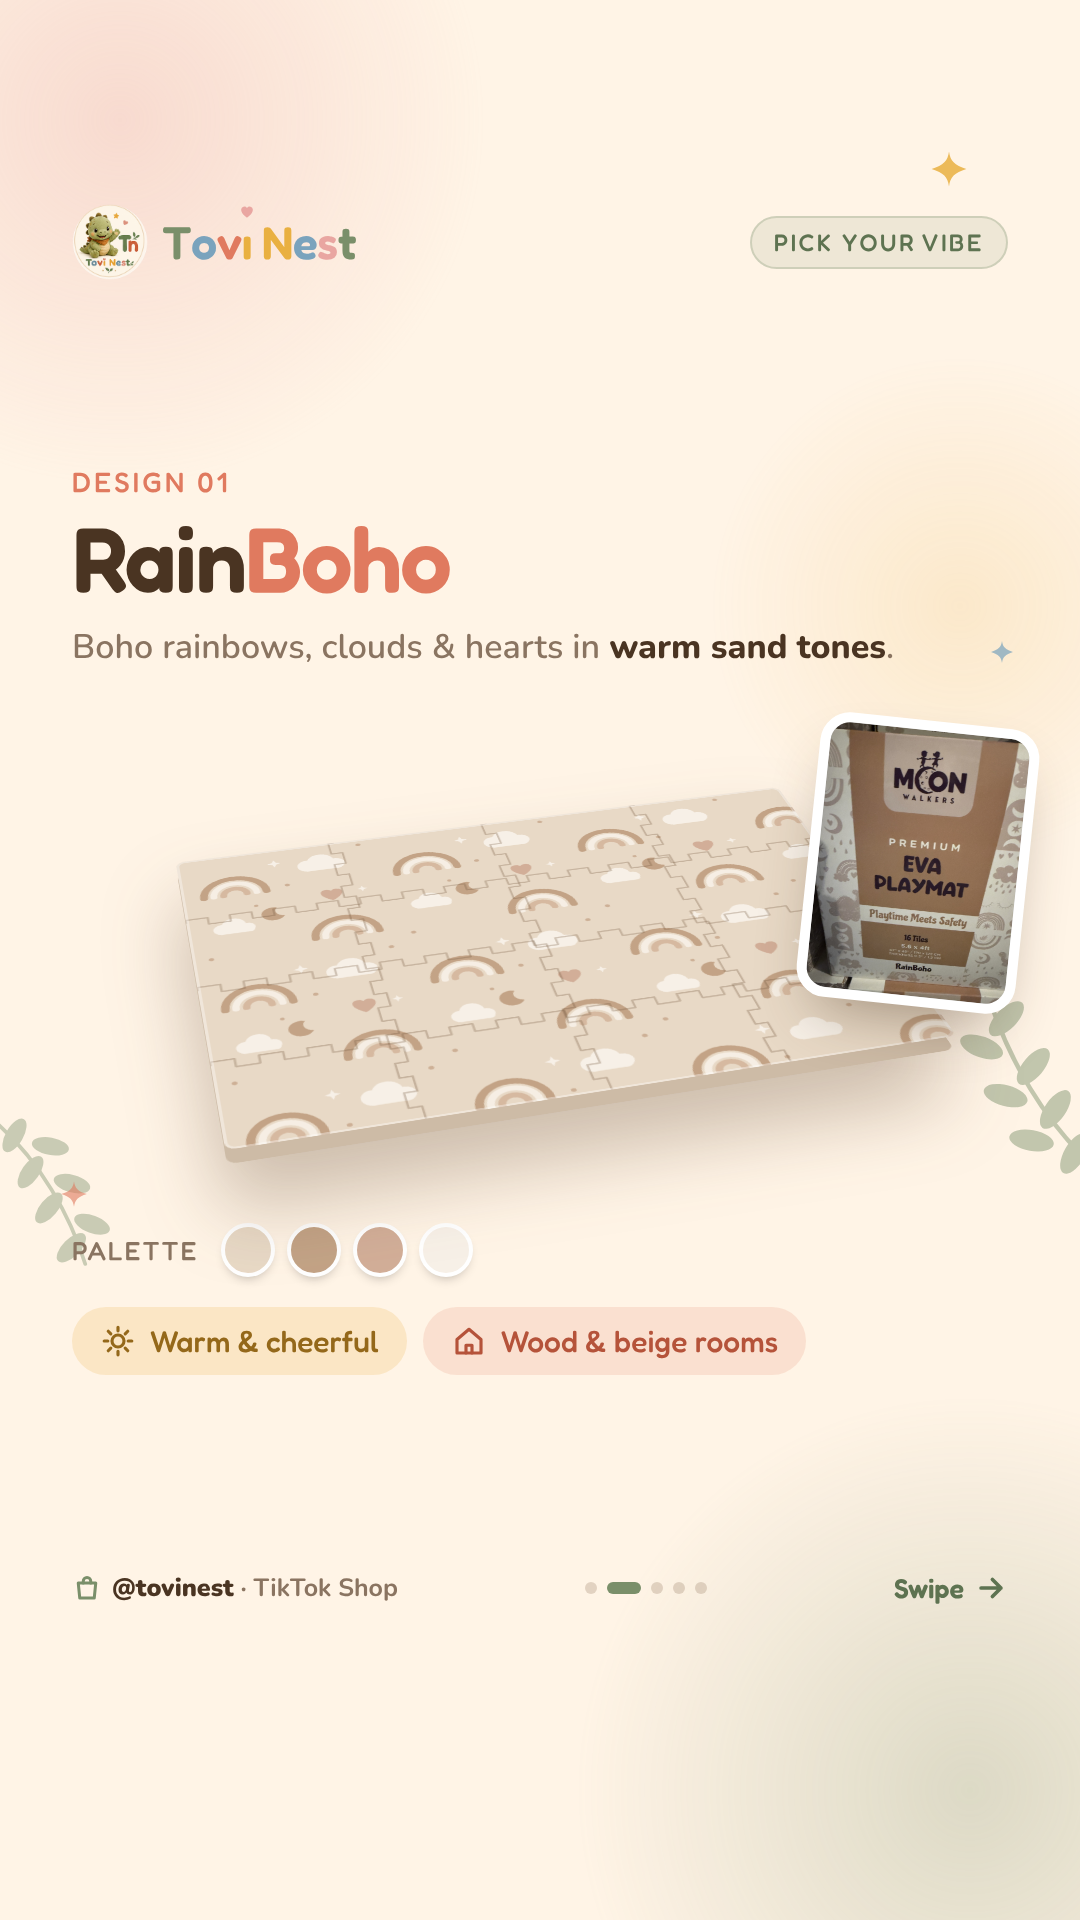 Tn
Tovi Nest
Tovi Nest
PICK YOUR VIBE
DESIGN 01
RainBoho
Boho rainbows, clouds & hearts in warm sand tones.
MOON
WALKERS
PREMIUM
EVA
PLAYMAT
Playtime Meets Safety
16 Tiles
RainBoho
PALETTE
Warm & cheerful
Wood & beige rooms
@tovinest · TikTok Shop
Swipe